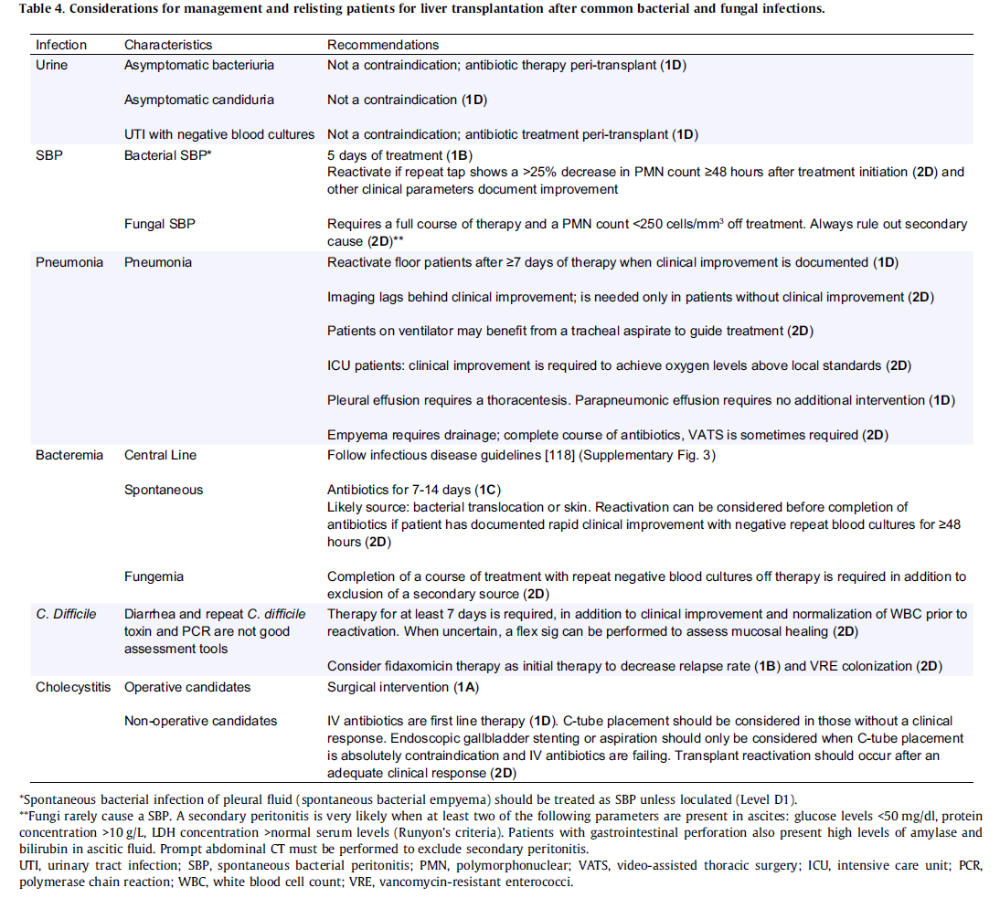 Table 4. Considerations for management and relisting patients for liver transplantation after common bacterial and fungal infections.
Infection Characteristics Recommendations
Urine Asymptomatic bacteriuria Not a contraindication; antibiotic therapy peri-transplant (1D)
Asymptomatic candiduria Not a contraindication (1D)
UTI with negative blood cultures Not a contraindication; antibiotic treatment peri-transplant (1D)
SBP Bacterial SBP* 5 days of treatment (1B)
Reactivate if repeat tap shows a >25% decrease in PMN count ≥48 hours after treatment initiation (2D) and
other clinical parameters document improvement
Fungal SBP Requires a full course of therapy and a PMN count <250 cells/mm³ off treatment. Always rule out secondary
cause (2D)**
Pneumonia Pneumonia Reactivate floor patients after ≥7 days of therapy when clinical improvement is documented (1D)
Imaging lags behind clinical improvement; is needed only in patients without clinical improvement (2D)
Patients on ventilator may benefit from a tracheal aspirate to guide treatment (2D)
ICU patients: clinical improvement is required to achieve oxygen levels above local standards (2D)
Pleural effusion requires a thoracentesis. Parapneumonic effusion requires no additional intervention (1D)
Empyema requires drainage; complete course of antibiotics, VATS is sometimes required (2D)
Bacteremia Central Line Follow infectious disease guidelines [118] (Supplementary Fig. 3)
Spontaneous Antibiotics for 7-14 days (1C)
Likely source: bacterial translocation or skin. Reactivation can be considered before completion of
antibiotics if patient has documented rapid clinical improvement with negative repeat blood cultures for ≥48
hours (2D)
Fungemia Completion of a course of treatment with repeat negative blood cultures off therapy is required in addition to
exclusion of a secondary source (2D)
C. Difficile Diarrhea and repeat C. difficile Therapy for at least 7 days is required, in addition to clinical improvement and normalization of WBC prior to
toxin and PCR are not good reactivation. When uncertain, a flex sig can be performed to assess mucosal healing (2D)
assessment tools
Consider fidaxomicin therapy as initial therapy to decrease relapse rate (1B) and VRE colonization (2D)
Cholecystitis Operative candidates Surgical intervention (1A)
Non-operative candidates IV antibiotics are first line therapy (1D). C-tube placement should be considered in those without a clinical
response. Endoscopic gallbladder stenting or aspiration should only be considered when C-tube placement
is absolutely contraindication and IV antibiotics are failing. Transplant reactivation should occur after an
adequate clinical response (2D)
*Spontaneous bacterial infection of pleural fluid (spontaneous bacterial empyema) should be treated as SBP unless loculated (Level D1).
**Fungi rarely cause a SBP. A secondary peritonitis is very likely when at least two of the following parameters are present in ascites: glucose levels <50 mg/dl, protein
concentration >10 g/L, LDH concentration >normal serum levels (Runyon's criteria). Patients with gastrointestinal perforation also present high levels of amylase and
bilirubin in ascitic fluid. Prompt abdominal CT must be performed to exclude secondary peritonitis.
UTI, urinary tract infection; SBP, spontaneous bacterial peritonitis; PMN, polymorphonuclear; VATS, video-assisted thoracic surgery; ICU, intensive care unit; PCR,
polymerase chain reaction; WBC, white blood cell count; VRE, vancomycin-resistant enterococci.